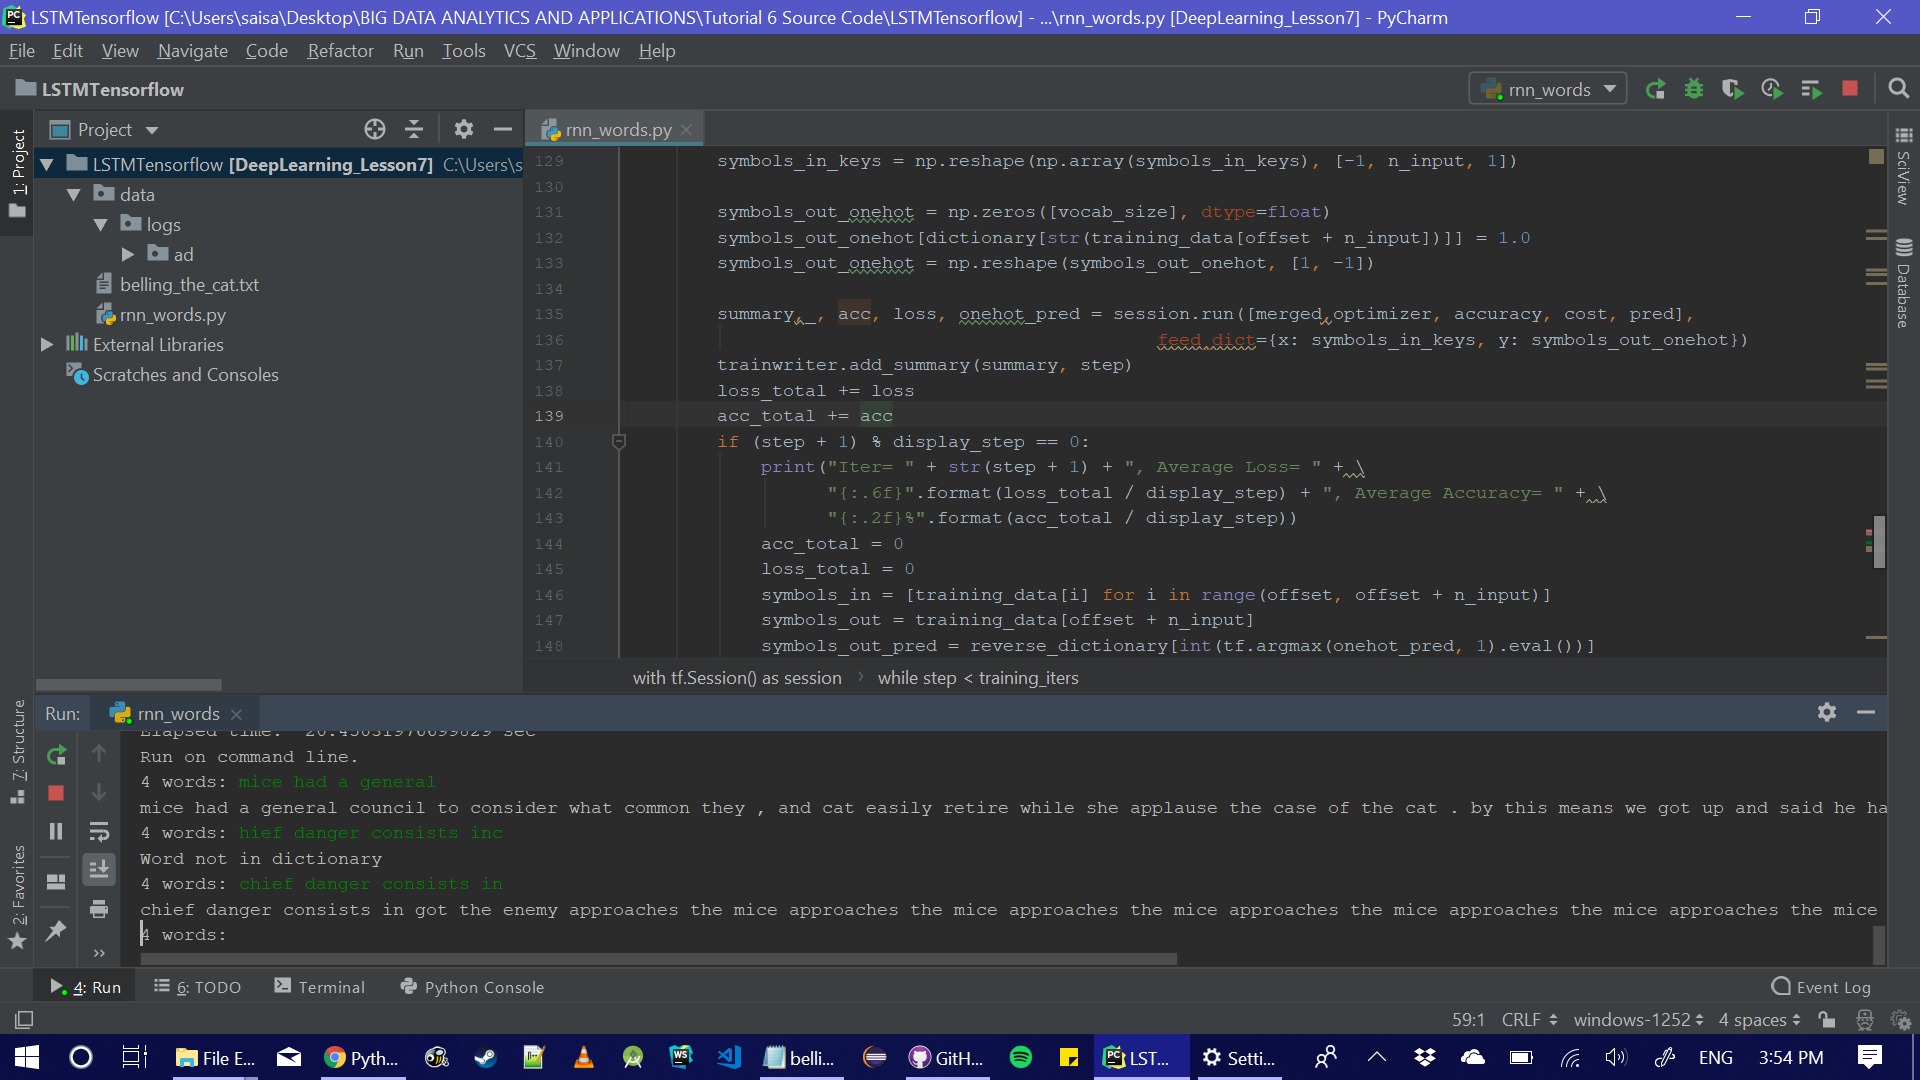 LSTMTensorflow [C:\Users\saisa\Desktop\BIG DATA ANALYTICS AND APPLICATIONS\Tutorial 6 Source Code\LSTMTensorflow] - ...\rnn_words.py [DeepLearning_Lesson7] - PyCharm
File Edit View Navigate Code Refactor Run Tools VCS Window Help
LSTMTensorflow
rnn_words
1: Project
Project
rnn_words.py
LSTMTensorflow [DeepLearning_Lesson7] C:\Users\s
data
logs
ad
belling_the_cat.txt
rnn_words.py
External Libraries
Scratches and Consoles
129 symbols_in_keys = np.reshape(np.array(symbols_in_keys), [-1, n_input, 1])
130
131 symbols_out_onehot = np.zeros([vocab_size], dtype=float)
132 symbols_out_onehot[dictionary[str(training_data[offset + n_input])]] = 1.0
133 symbols_out_onehot = np.reshape(symbols_out_onehot, [1, -1])
134
135 summary,_, acc, loss, onehot_pred = session.run([merged,optimizer, accuracy, cost, pred],
136 feed_dict={x: symbols_in_keys, y: symbols_out_onehot})
137 trainwriter.add_summary(summary, step)
138 loss_total += loss
139 acc_total += acc
140 if (step + 1) % display_step == 0:
141 print("Iter= " + str(step + 1) + ", Average Loss= " + \
142 "{:.6f}".format(loss_total / display_step) + ", Average Accuracy= " + \
143 "{:.2f}%".format(acc_total / display_step))
144 acc_total = 0
145 loss_total = 0
146 symbols_in = [training_data[i] for i in range(offset, offset + n_input)]
147 symbols_out = training_data[offset + n_input]
148 symbols_out_pred = reverse_dictionary[int(tf.argmax(onehot_pred, 1).eval())]
with tf.Session() as session › while step < training_iters
SciView
Database
7: Structure
2: Favorites
Run: rnn_words
Elapsed time: 20.45031976699829 sec
Run on command line.
4 words: mice had a general
mice had a general council to consider what common they , and cat easily retire while she applause the case of the cat . by this means we got up and said he ha
4 words: hief danger consists inc
Word not in dictionary
4 words: chief danger consists in
chief danger consists in got the enemy approaches the mice approaches the mice approaches the mice approaches the mice approaches the mice approaches the mice
4 words:
4: Run 6: TODO Terminal Python Console Event Log
59:1 CRLF windows-1252 4 spaces
File E... Pyth... belli... GitH... LST... Setti... ENG 3:54 PM